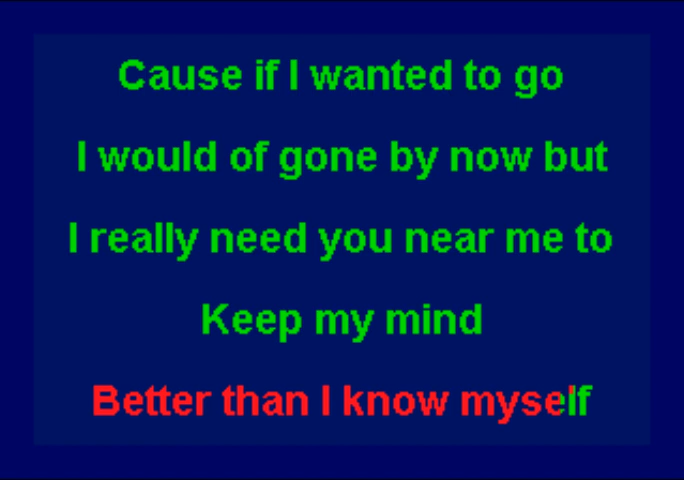 Cause if I wanted to go
I would of gone by now but
I really need you near me to
Keep my mind
Better than I know myself